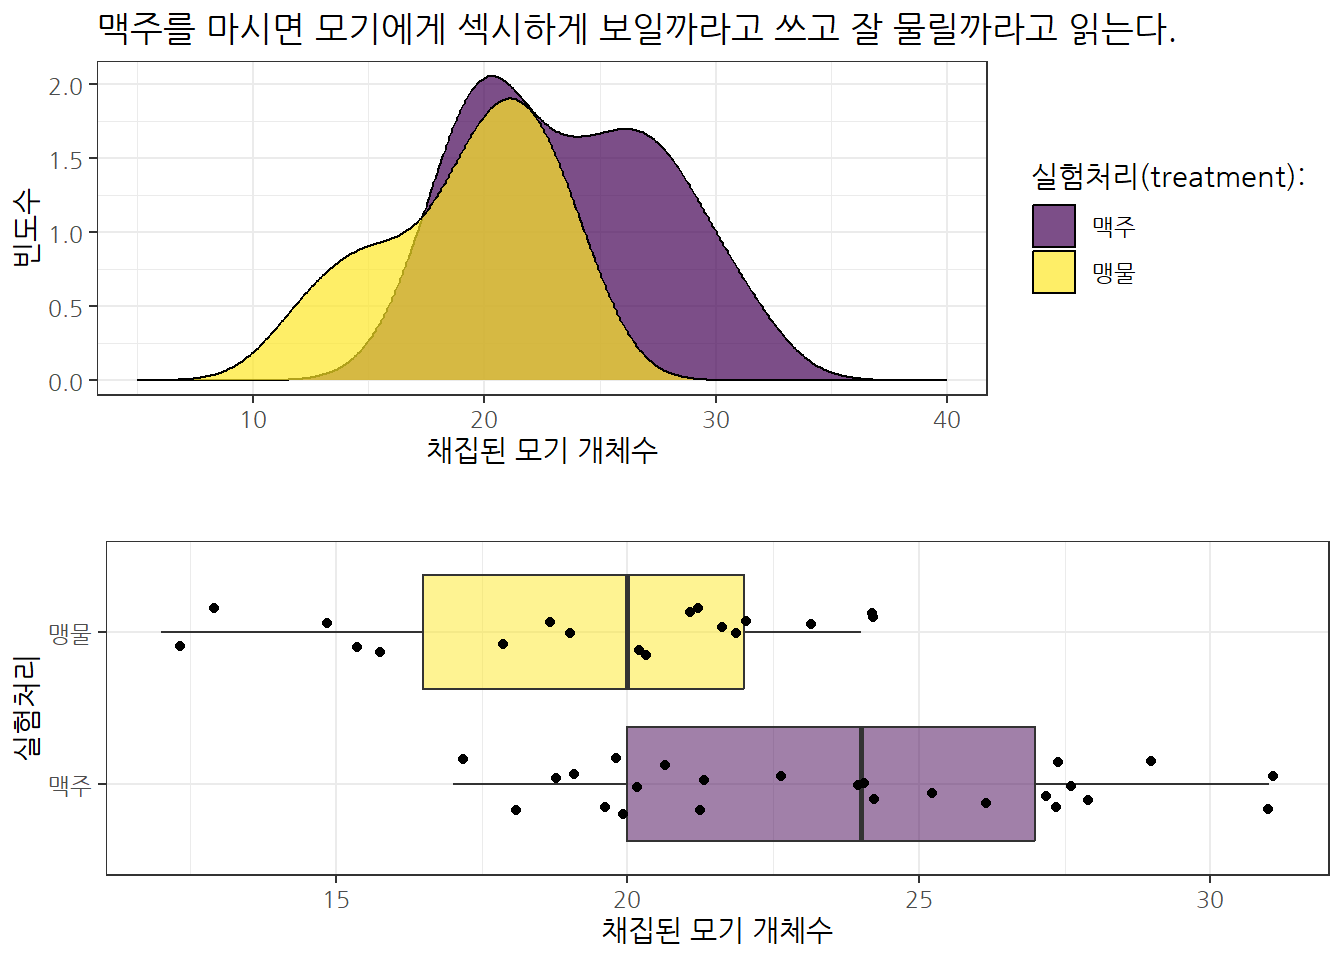 맥주를 마시면 모기에게 섹시하게 보일까라고 쓰고 잘 물릴까라고 읽는다.
빈도수
2.0
1.5
1.0
0.5
0.0
10 20 30 40
채집된 모기 개체수
실험처리(treatment):
맥주
맹물
실험처리
맹물
맥주
15 20 25 30
채집된 모기 개체수